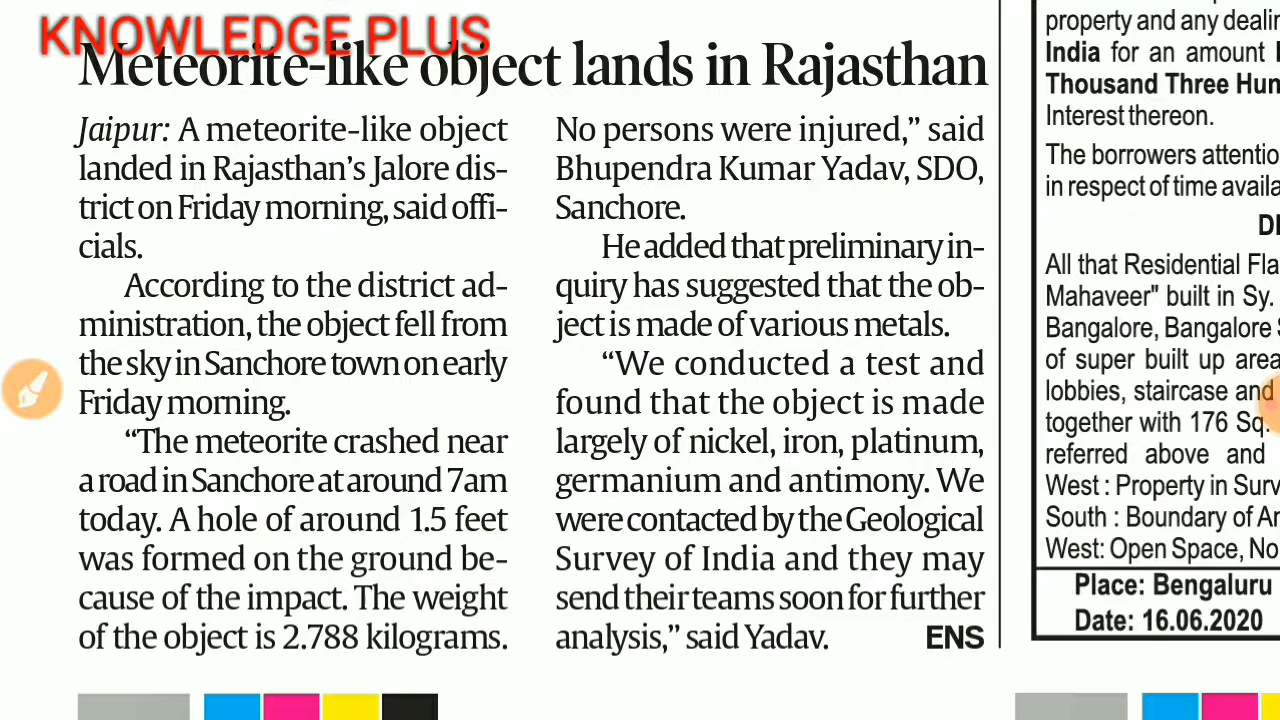 KNOWLEDGE PLUS
Meteorite-like object lands in Rajasthan
Jaipur: A meteorite-like object
landed in Rajasthan’s Jalore dis-
trict on Friday morning, said offi-
cials.
According to the district ad-
ministration, the object fell from
the sky in Sanchore town on early
Friday morning.
“The meteorite crashed near
a road in Sanchore at around 7am
today. A hole of around 1.5 feet
was formed on the ground be-
cause of the impact. The weight
of the object is 2.788 kilograms.
No persons were injured,” said
Bhupendra Kumar Yadav, SDO,
Sanchore.
He added that preliminary in-
quiry has suggested that the ob-
ject is made of various metals.
“We conducted a test and
found that the object is made
largely of nickel, iron, platinum,
germanium and antimony. We
were contacted by the Geological
Survey of India and they may
send their teams soon for further
analysis,” said Yadav.
ENS
property and any
India for an amount
Thousand Three
Interest thereon.
The borrowers
in respect of time
All that Residential
Mahaveer" built in Sy.
Bangalore, Bangalore
of super built up area
lobbies, staircase and
together with 176 Sq.
referred above and
West : Property in
South : Boundary of
West: Open Space,
Place: Bengaluru
Date: 16.06.2020